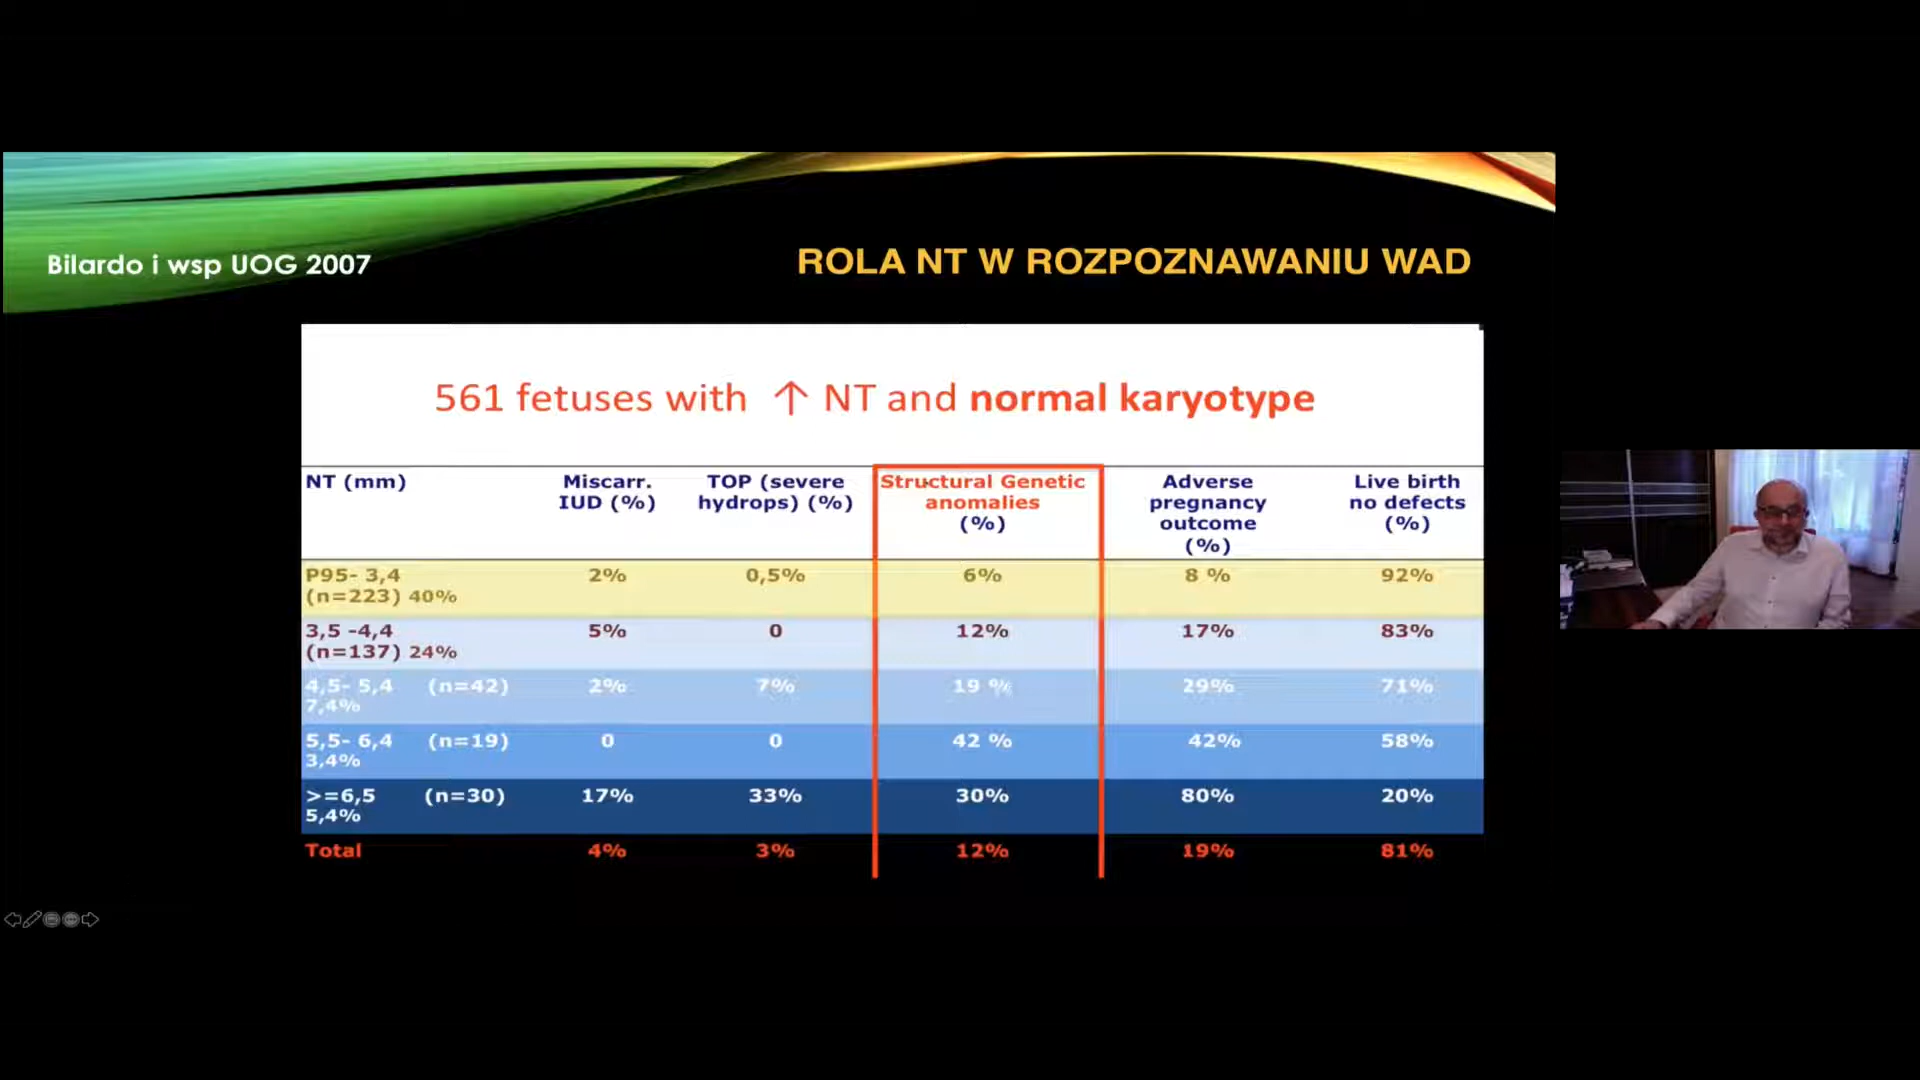 Bilardo i wsp UOG 2007
ROLA NT W ROZPOZNAWANIU WAD
561 fetuses with ↑ NT and normal karyotype
NT (mm) Miscarr. IUD (%) TOP (severe hydrops) (%) Structural Genetic anomalies (%) Adverse pregnancy outcome (%) Live birth no defects (%)
P95- 3,4 (n=223) 40% 2% 0,5% 6% 8 % 92%
3,5 -4,4 (n=137) 24% 5% 0 12% 17% 83%
4,5- 5,4 (n=42) 7,4% 2% 7% 19 % 29% 71%
5,5- 6,4 (n=19) 3,4% 0 0 42 % 42% 58%
>=6,5 (n=30) 5,4% 17% 33% 30% 80% 20%
Total 4% 3% 12% 19% 81%